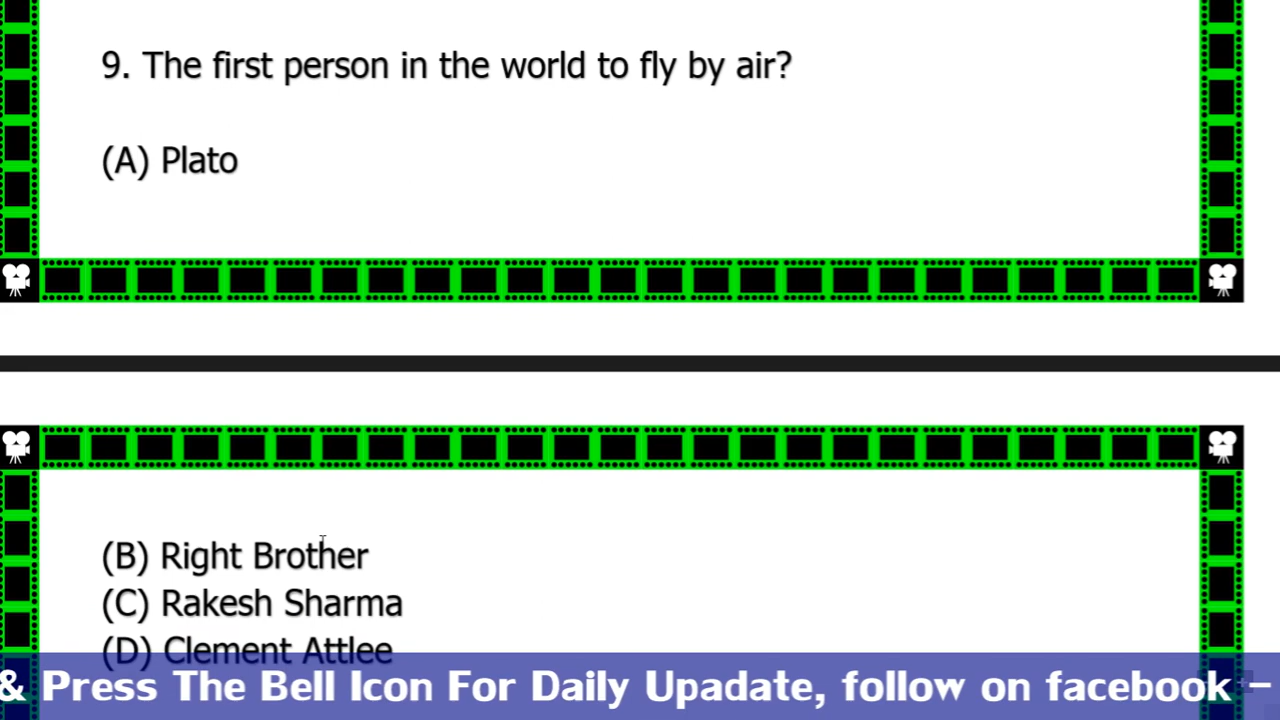 9. The first person in the world to fly by air?
(A) Plato
(B) Right Brother
(C) Rakesh Sharma
(D) Clement Attlee
& Press The Bell Icon For Daily Upadate, follow on facebook –